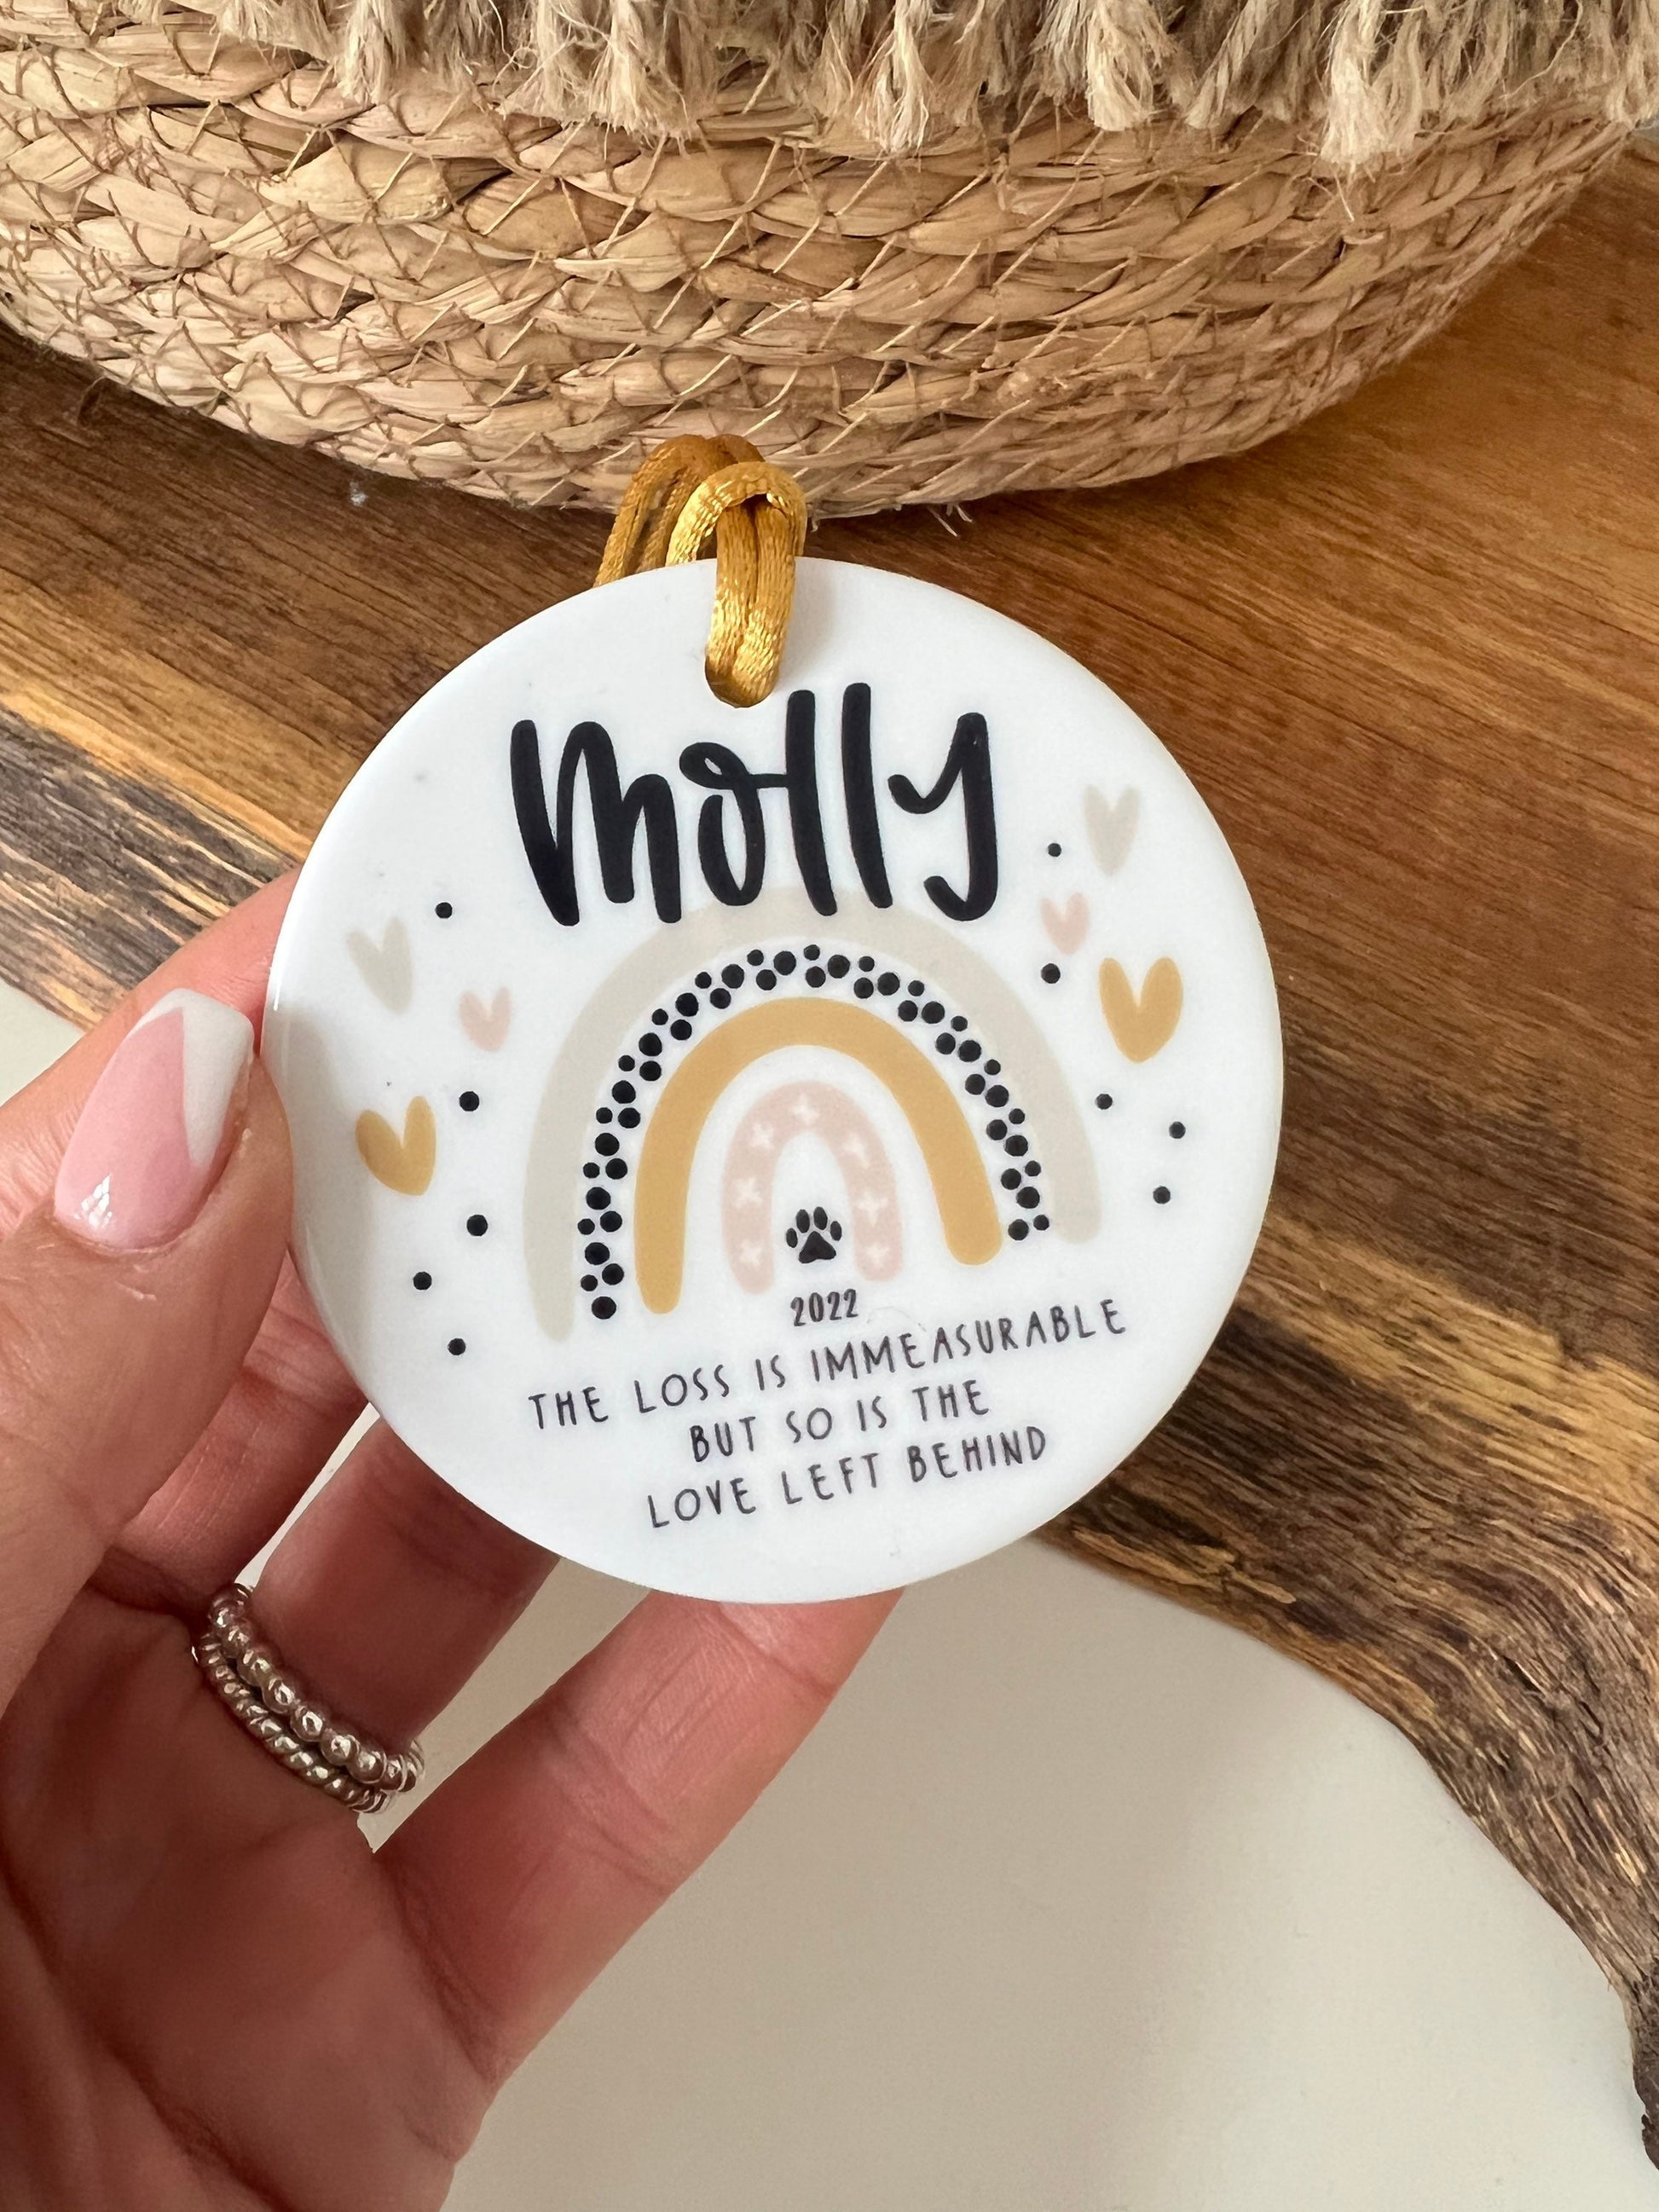 Molly
2022
THE LOSS IS IMMEASURABLE
BUT SO IS THE
LOVE LEFT BEHIND